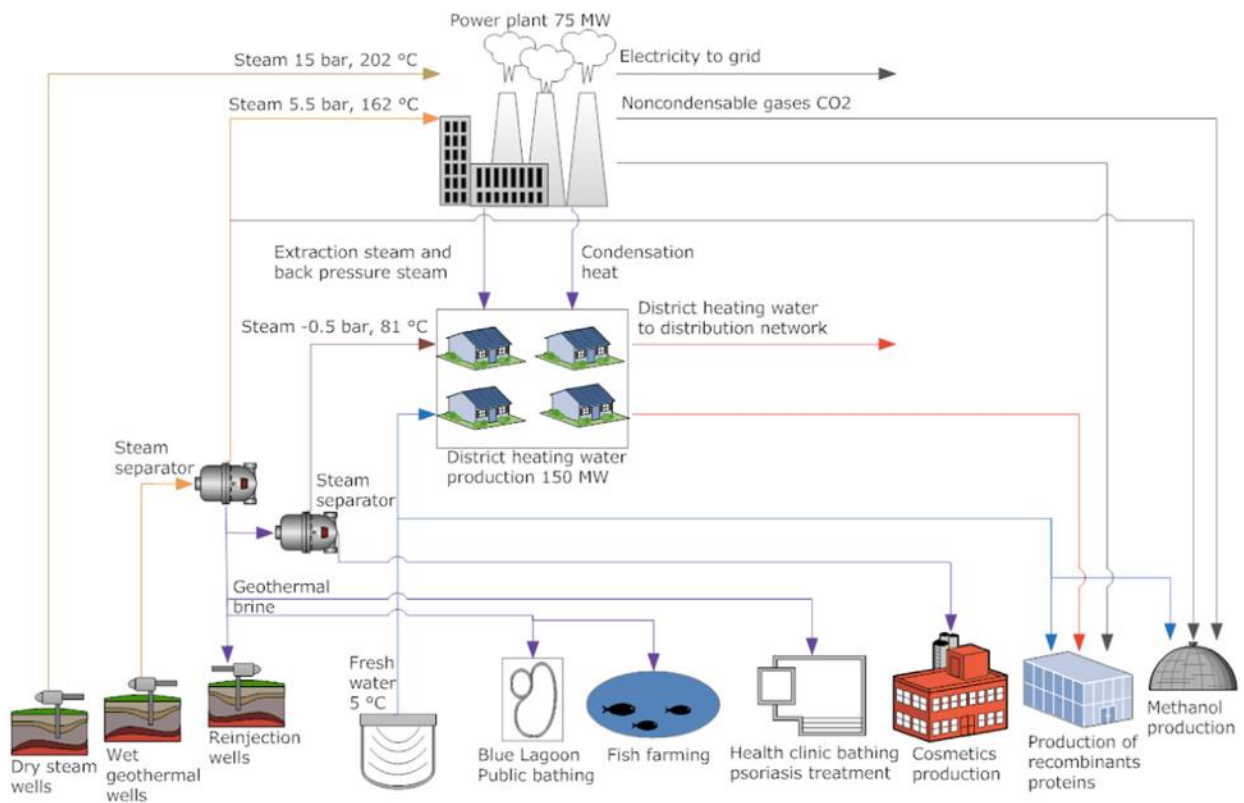 Power plant 75 MW
Steam 15 bar, 202 °C
Electricity to grid
Steam 5.5 bar, 162 °C
Noncondensable gases CO2
Extraction steam and
back pressure steam
Condensation
heat
Steam -0.5 bar, 81 °C
District heating water
to distribution network
Steam
separator
District heating water
production 150 MW
Steam
separator
Geothermal
brine
Fresh
water
5 °C
Dry steam
wells
Wet
geothermal
wells
Reinjection
wells
Blue Lagoon
Public bathing
Fish farming
Health clinic bathing
psoriasis treatment
Cosmetics
production
Production of
recombinants
proteins
Methanol
production